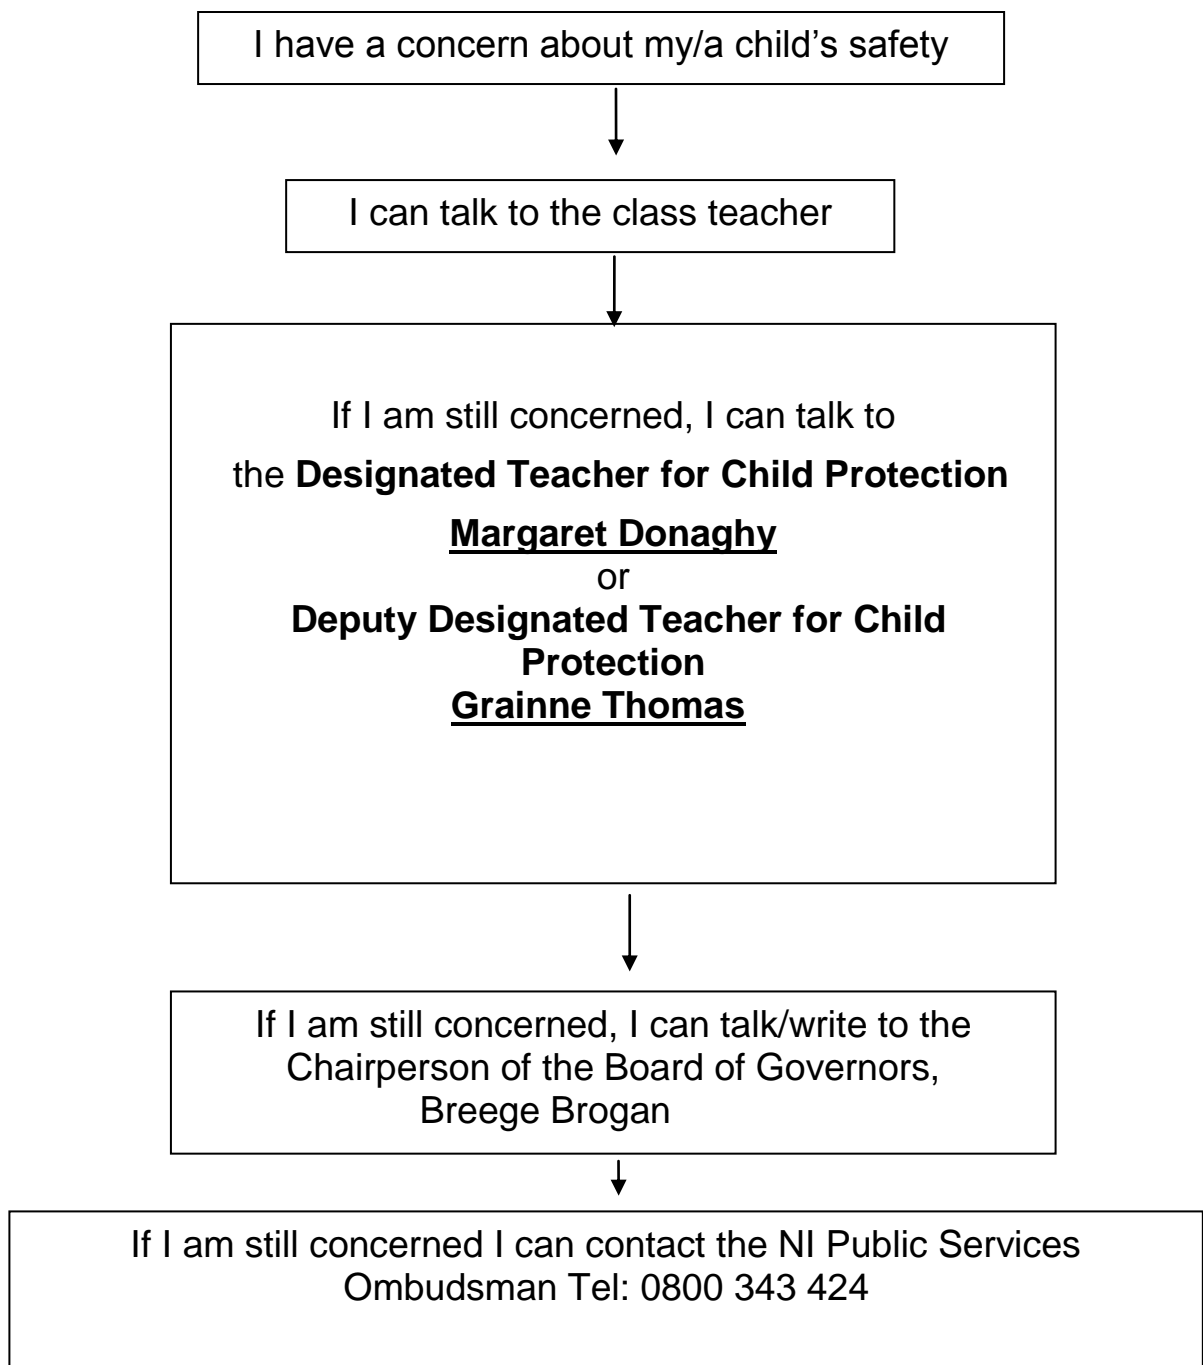 I have a concern about my/a child’s safety
I can talk to the class teacher
If I am still concerned, I can talk to
the Designated Teacher for Child Protection
Margaret Donaghy
or
Deputy Designated Teacher for Child
Protection
Grainne Thomas
If I am still concerned, I can talk/write to the
Chairperson of the Board of Governors,
Breege Brogan
If I am still concerned I can contact the NI Public Services
Ombudsman Tel: 0800 343 424